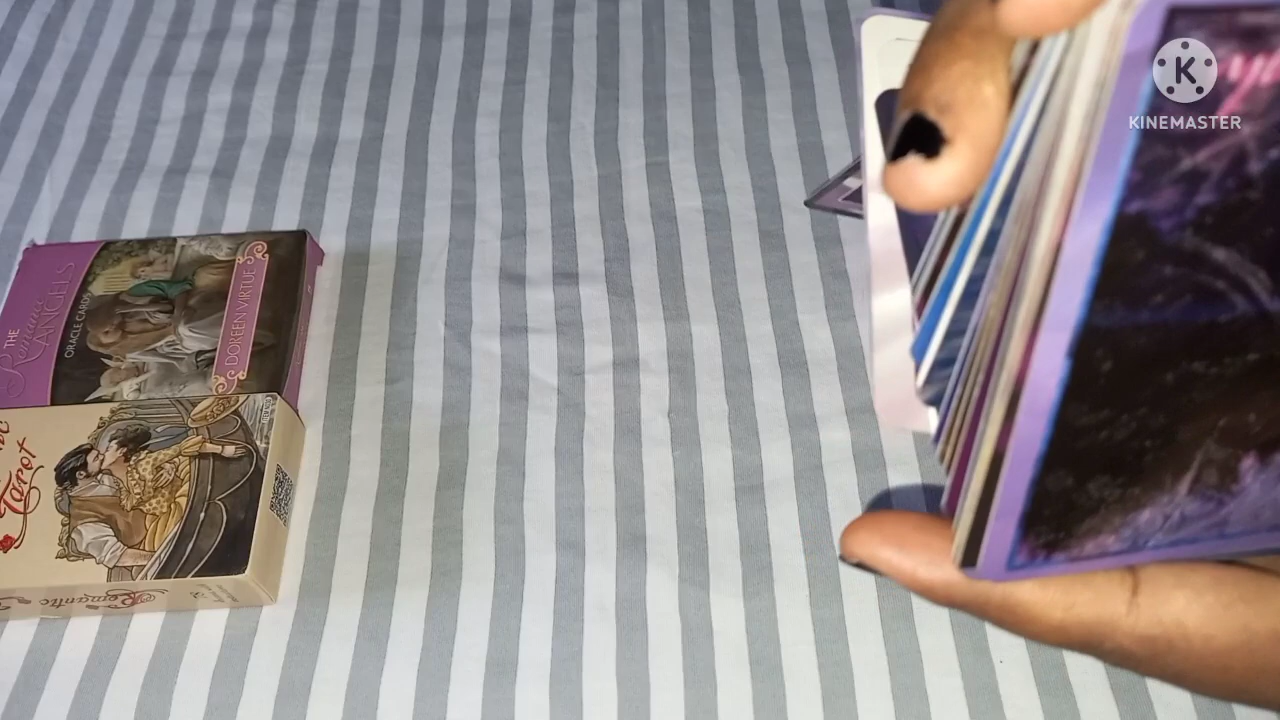 THE
Romance
ANGELS
ORACLE CARDS
DOREEN VIRTUE
Tarot
Romantic
K
KINEMASTER